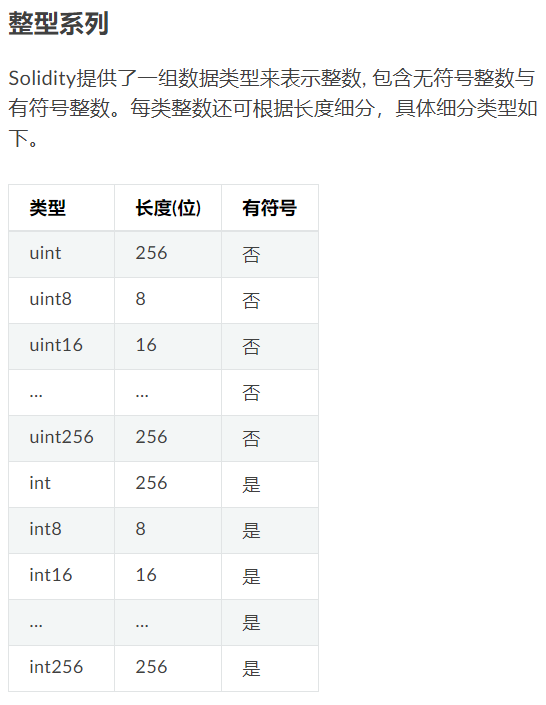 整型系列
Solidity提供了一组数据类型来表示整数, 包含无符号整数与
有符号整数。每类整数还可根据长度细分，具体细分类型如
下。
类型 长度(位) 有符号
uint 256 否
uint8 8 否
uint16 16 否
... ... 否
uint256 256 否
int 256 是
int8 8 是
int16 16 是
... ... 是
int256 256 是